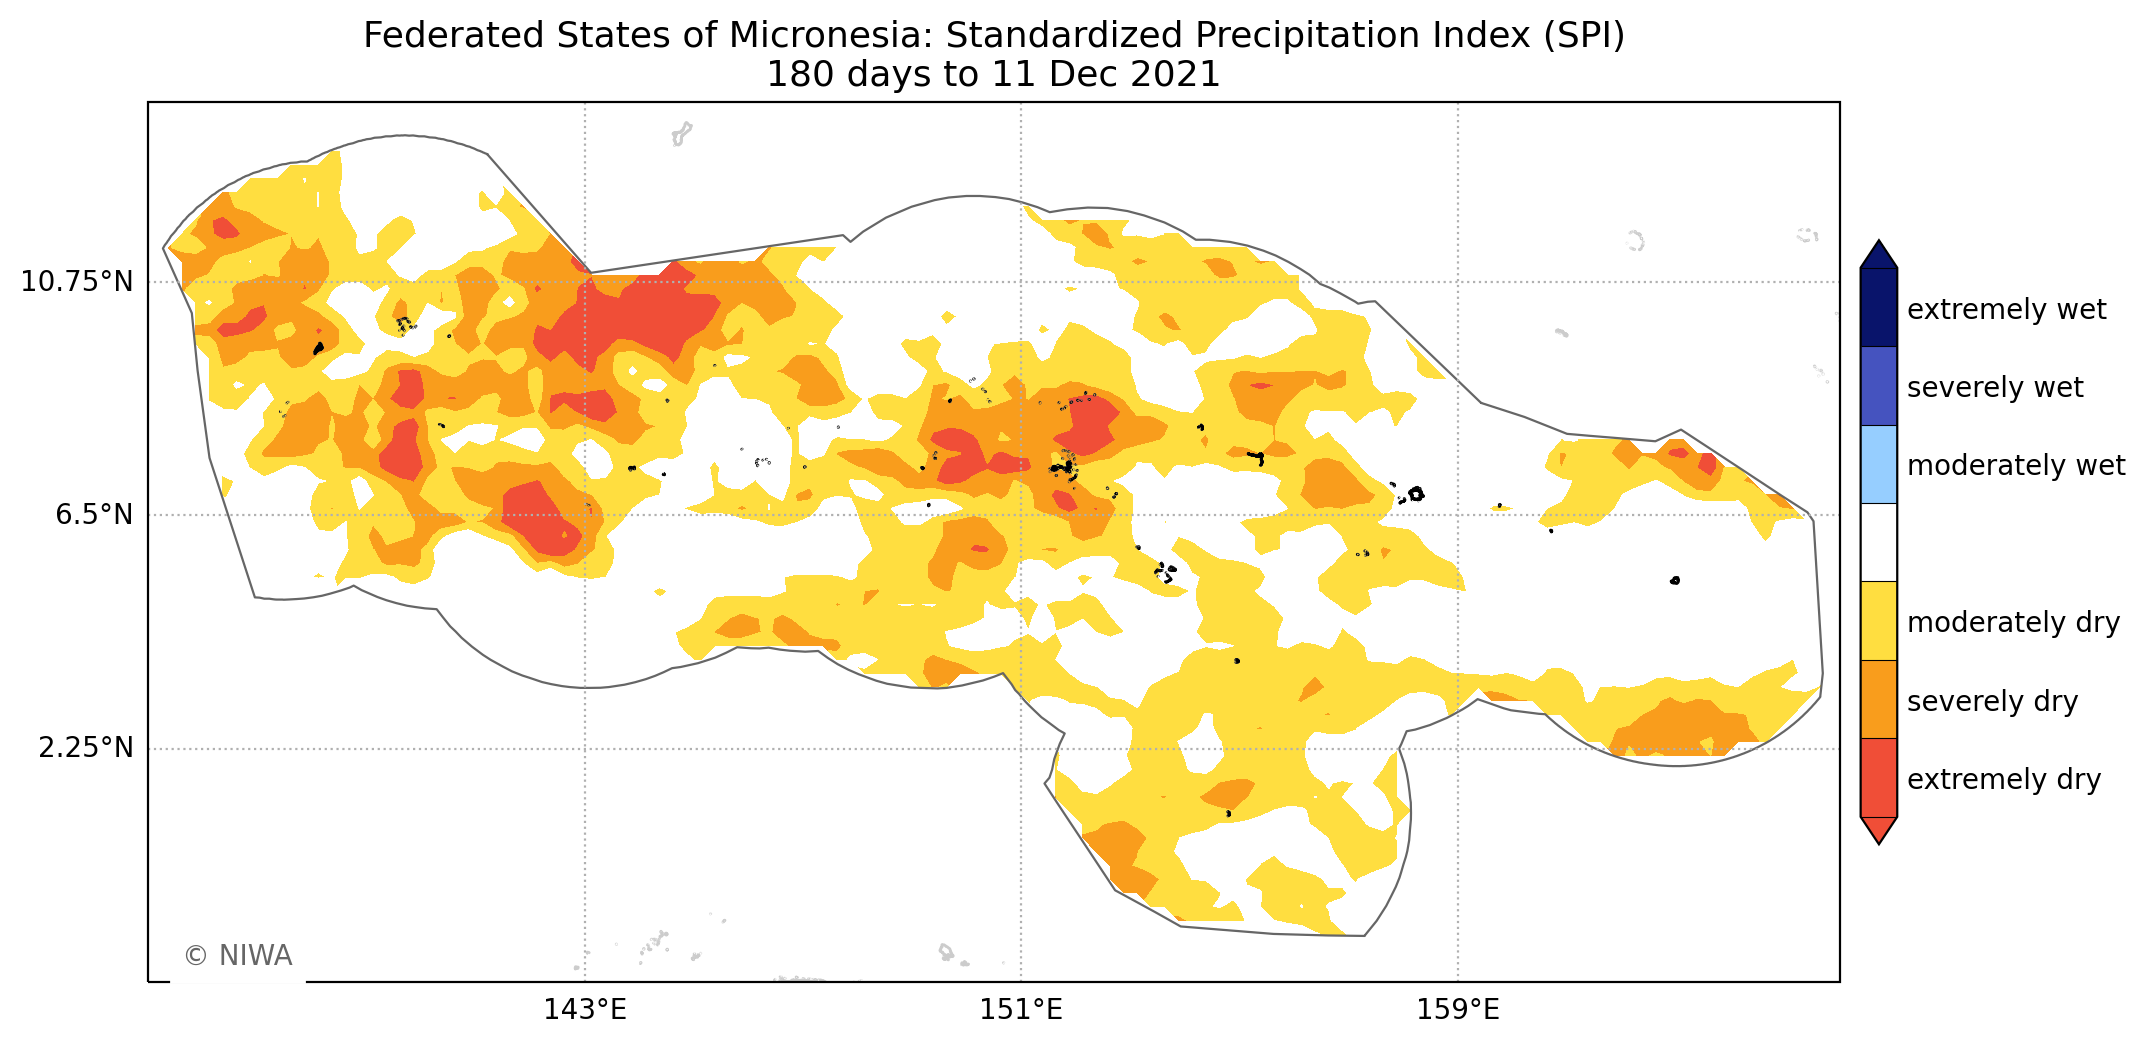 Federated States of Micronesia: Standardized Precipitation Index (SPI)
180 days to 11 Dec 2021
10.75°N
6.5°N
2.25°N
143°E
151°E
159°E
extremely wet
severely wet
moderately wet
moderately dry
severely dry
extremely dry
© NIWA